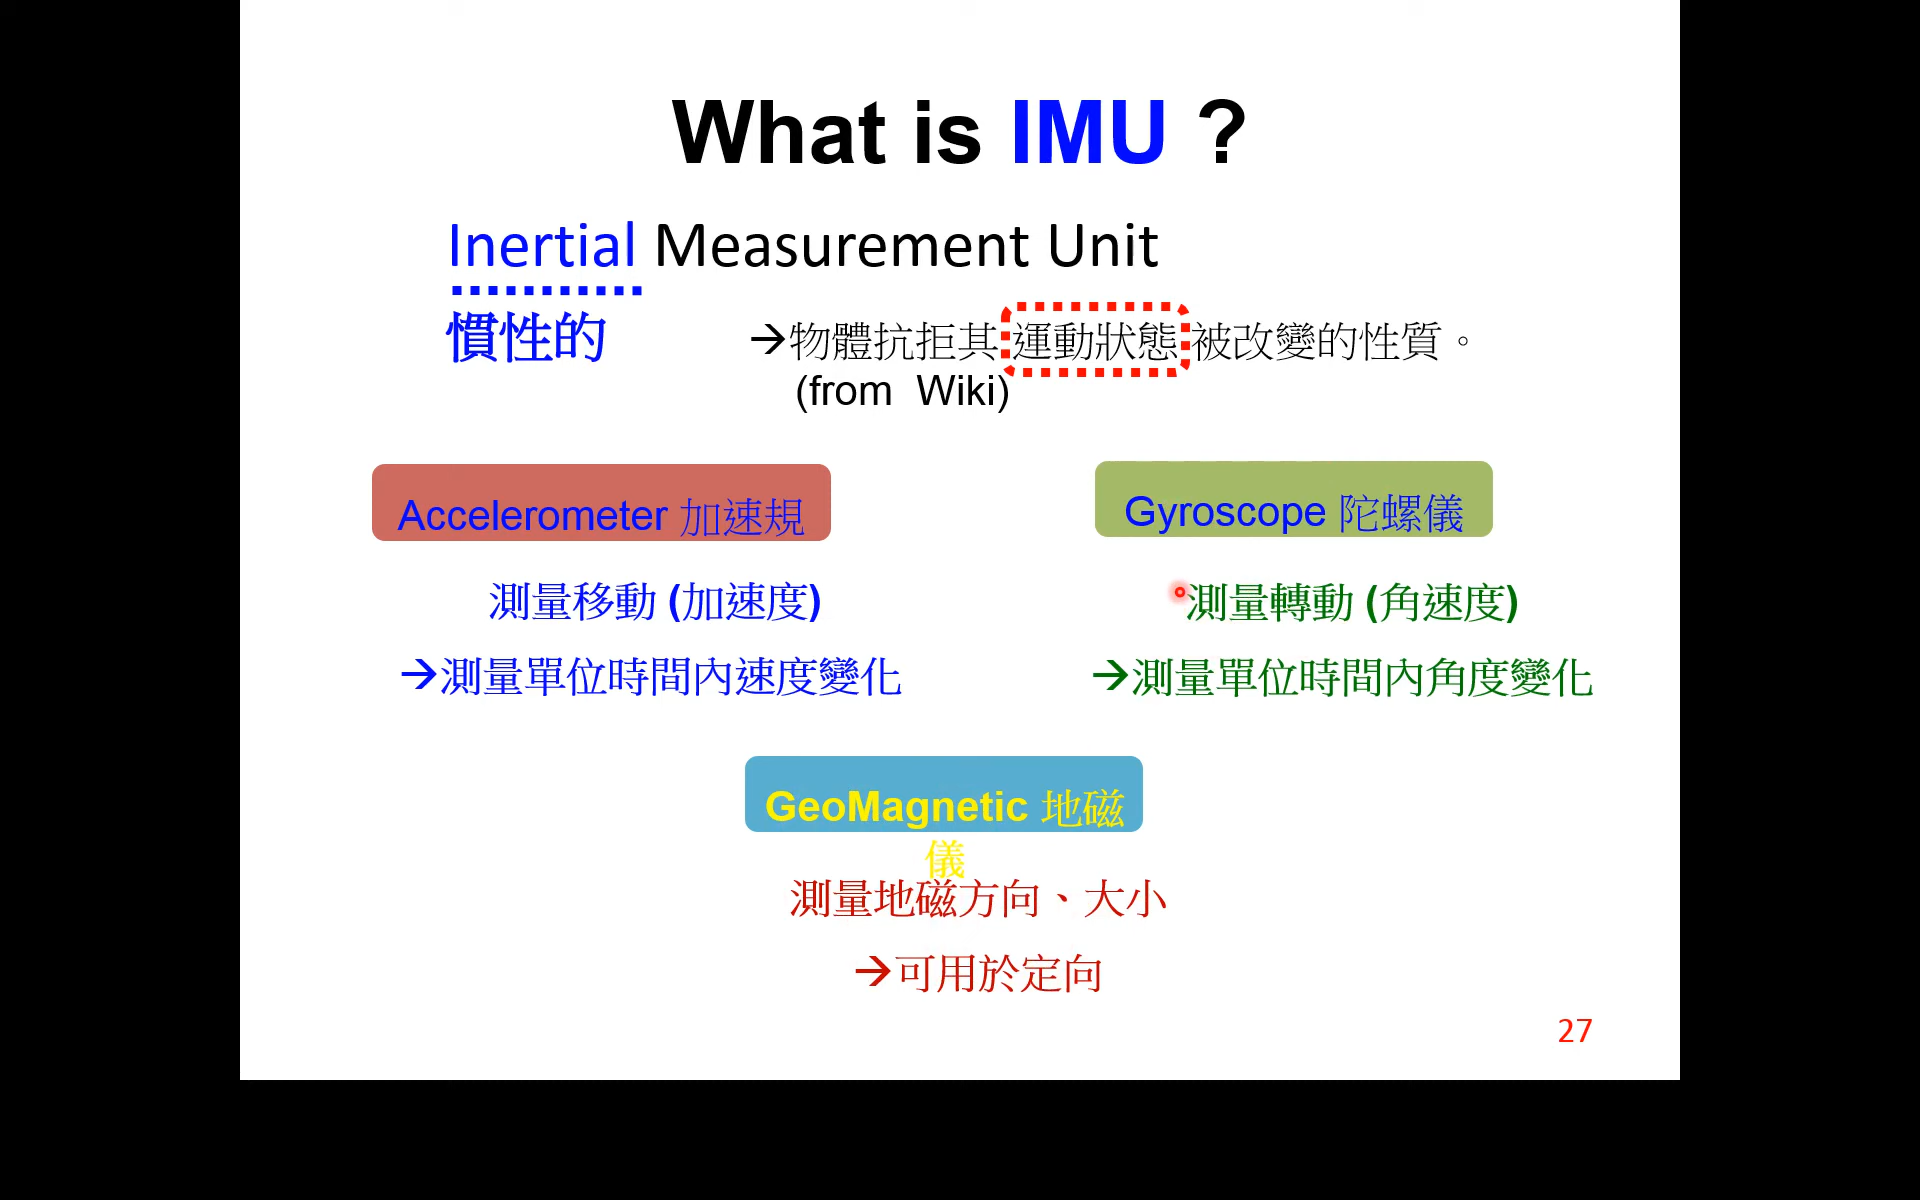 What is IMU ?
Inertial Measurement Unit
慣性的
→物體抗拒其 運動狀態 被改變的性質。
(from Wiki)
Accelerometer 加速規
測量移動 (加速度)
→測量單位時間內速度變化
Gyroscope 陀螺儀
測量轉動 (角速度)
→測量單位時間內角度變化
GeoMagnetic 地磁
儀
測量地磁方向、大小
→可用於定向
27